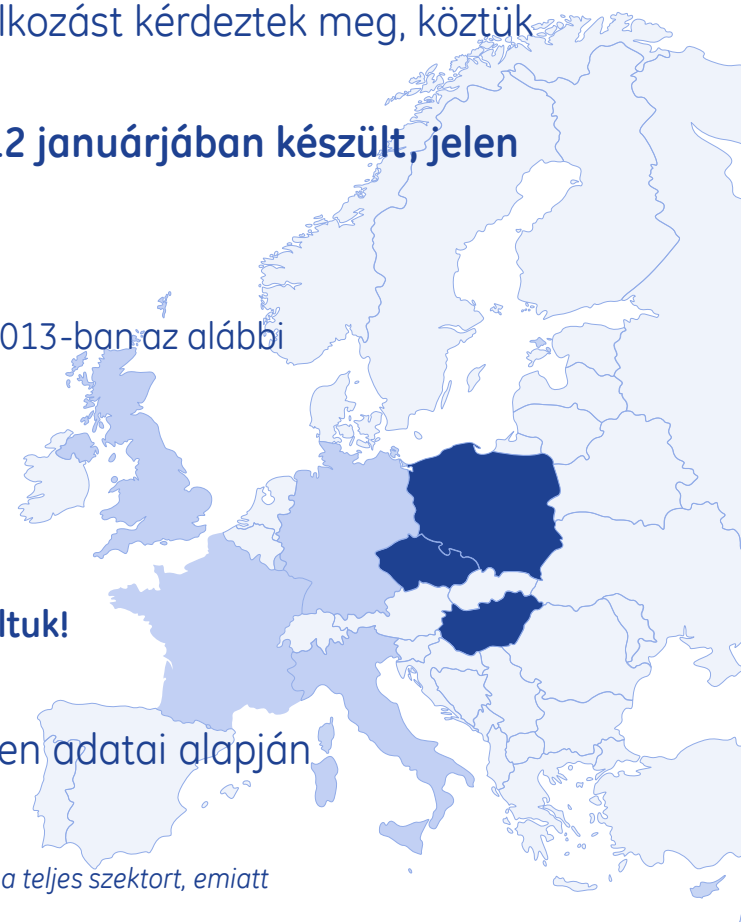 lkozást kérdeztek meg, köztük
2 januárjában készült, jelen
013-ban az alábbi
ltuk!
en adatai alapján
a teljes szektort, emiatt